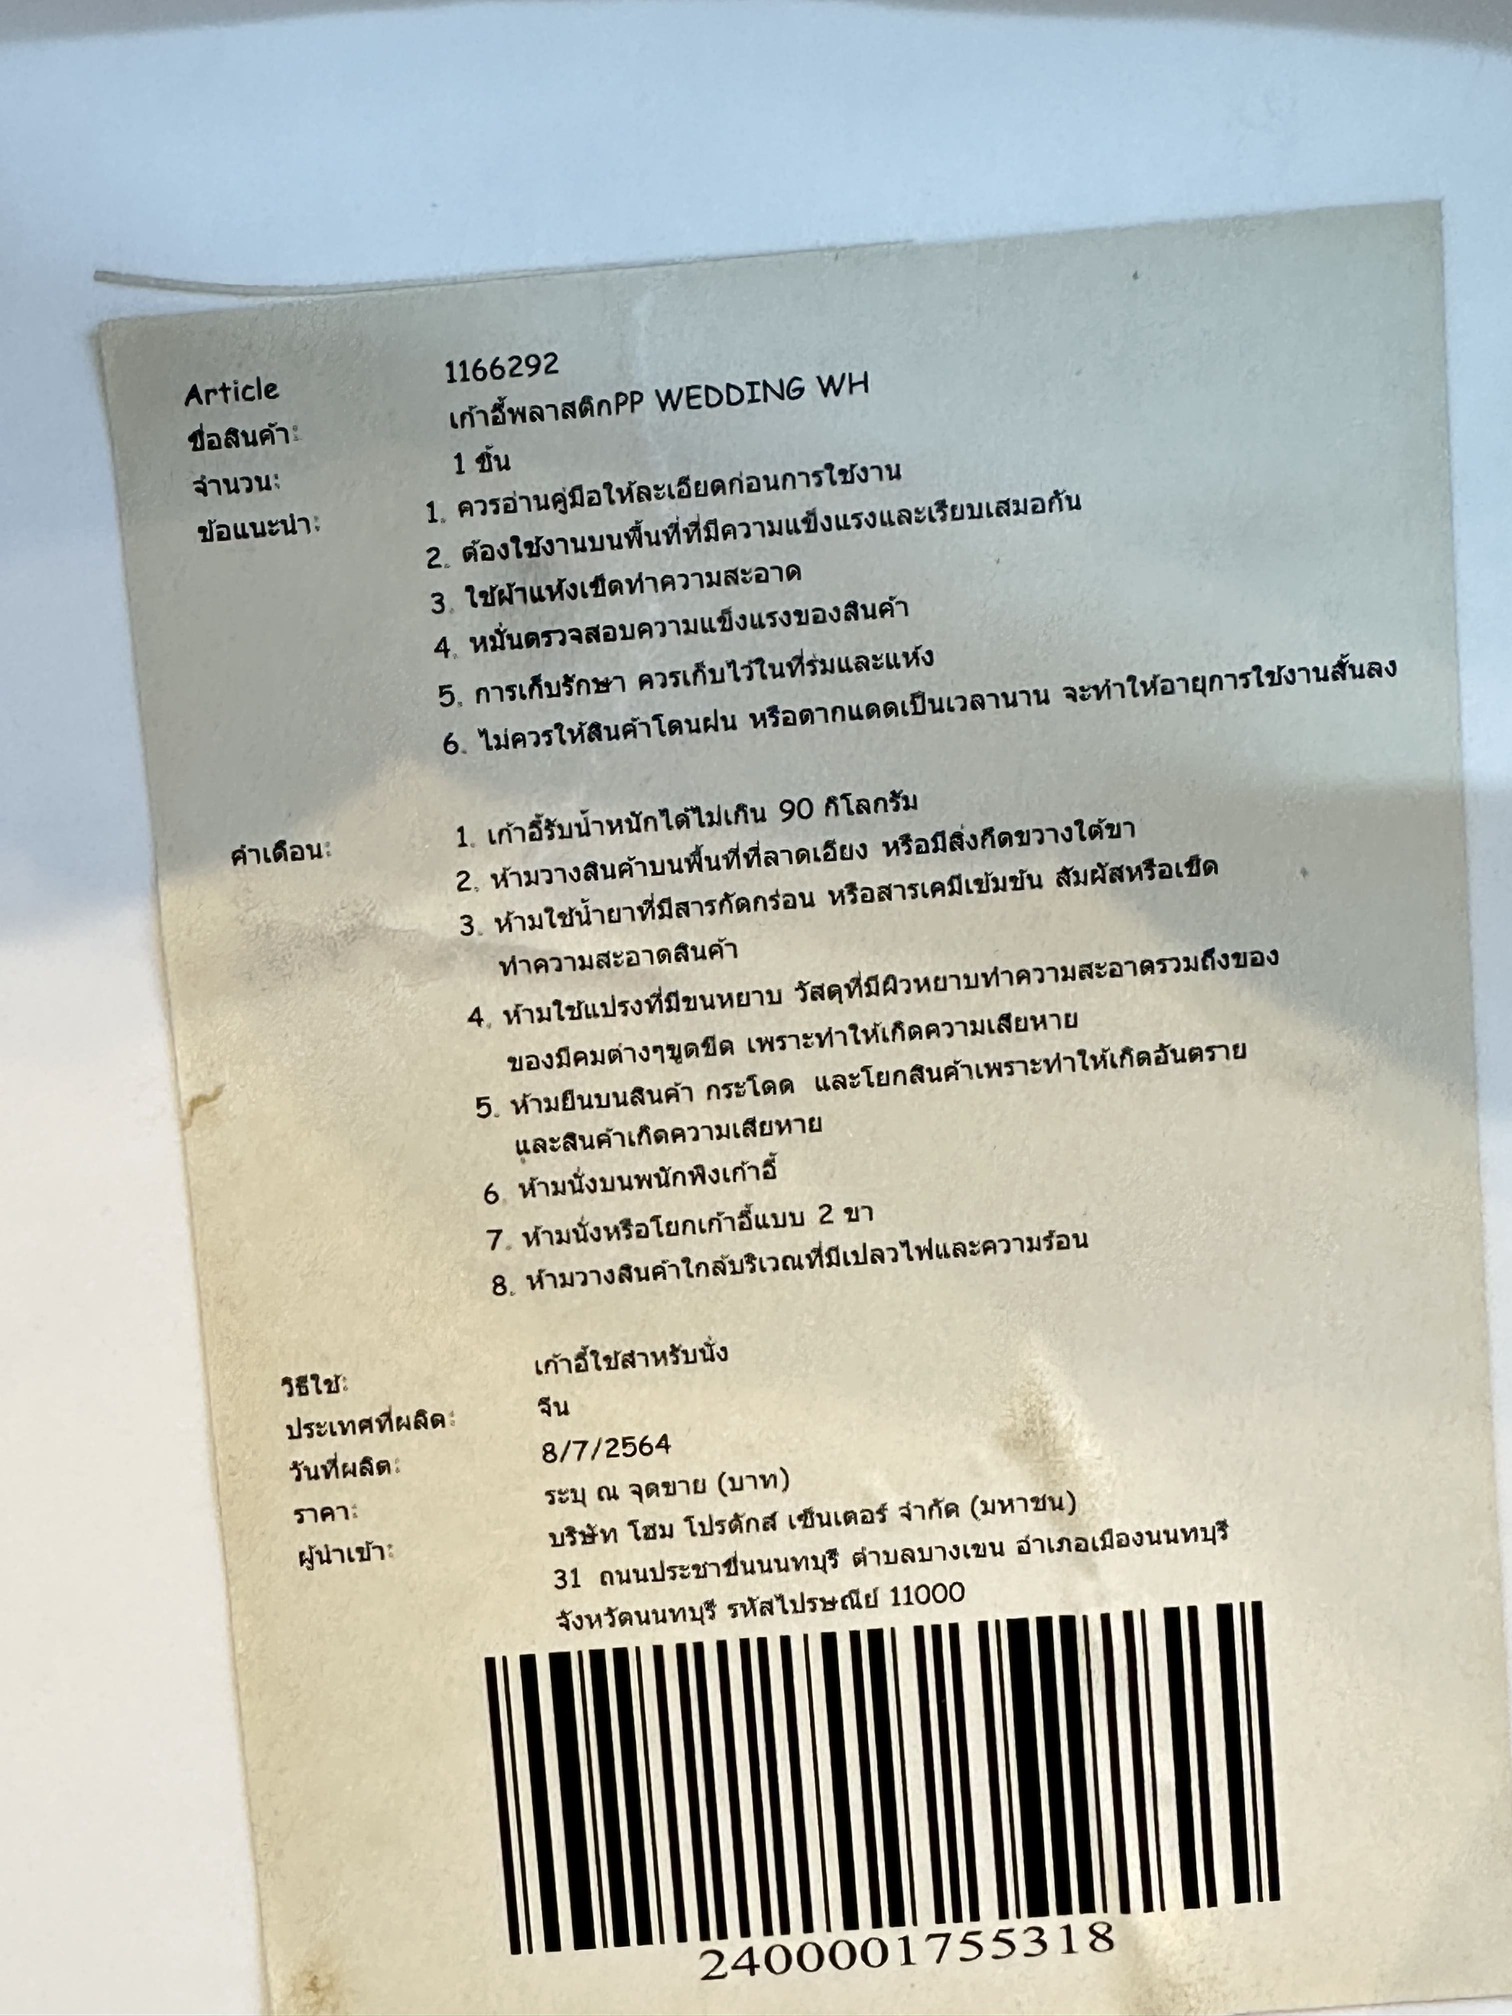 Article 1166292
ชื่อสินค้า: เก้าอี้พลาสติกPP WEDDING WH
จำนวน: 1 ชิ้น
ข้อแนะนำ: 1. ควรอ่านคู่มือให้ละเอียดก่อนการใช้งาน
2. ต้องใช้งานบนพื้นที่ที่มีความแข็งแรงและเรียบเสมอกัน
3. ใช้ผ้าแห้งเช็ดทำความสะอาด
4. หมั่นตรวจสอบความแข็งแรงของสินค้า
5. การเก็บรักษา ควรเก็บไว้ในที่ร่มและแห้ง
6. ไม่ควรให้สินค้าโดนฝน หรือตากแดดเป็นเวลานาน จะทำให้อายุการใช้งานสั้นลง
คำเตือน: 1. เก้าอี้รับน้ำหนักได้ไม่เกิน 90 กิโลกรัม
2. ห้ามวางสินค้าบนพื้นที่ที่ลาดเอียง หรือมีสิ่งกีดขวางใต้ขา
3. ห้ามใช้น้ำยาที่มีสารกัดกร่อน หรือสารเคมีเข้มข้น สัมผัสหรือเช็ด
ทำความสะอาดสินค้า
4. ห้ามใช้แปรงที่มีขนหยาบ วัสดุที่มีผิวหยาบทำความสะอาดรวมถึงของ
ของมีคมต่างๆขูดขีด เพราะทำให้เกิดความเสียหาย
5. ห้ามยืนบนสินค้า กระโดด และโยกสินค้าเพราะทำให้เกิดอันตราย
และสินค้าเกิดความเสียหาย
6. ห้ามนั่งบนพนักพิงเก้าอี้
7. ห้ามนั่งหรือโยกเก้าอี้แบบ 2 ขา
8. ห้ามวางสินค้าใกล้บริเวณที่มีเปลวไฟและความร้อน
วิธีใช้: เก้าอี้ใช้สำหรับนั่ง
ประเทศที่ผลิต: จีน
วันที่ผลิต: 8/7/2564
ราคา: ระบุ ณ จุดขาย (บาท)
ผู้นำเข้า: บริษัท โฮม โปรดักส์ เซ็นเตอร์ จำกัด (มหาชน)
31 ถนนประชาชื่นนนทบุรี ตำบลบางเขน อำเภอเมืองนนทบุรี
จังหวัดนนทบุรี รหัสไปรษณีย์ 11000
2400001755318